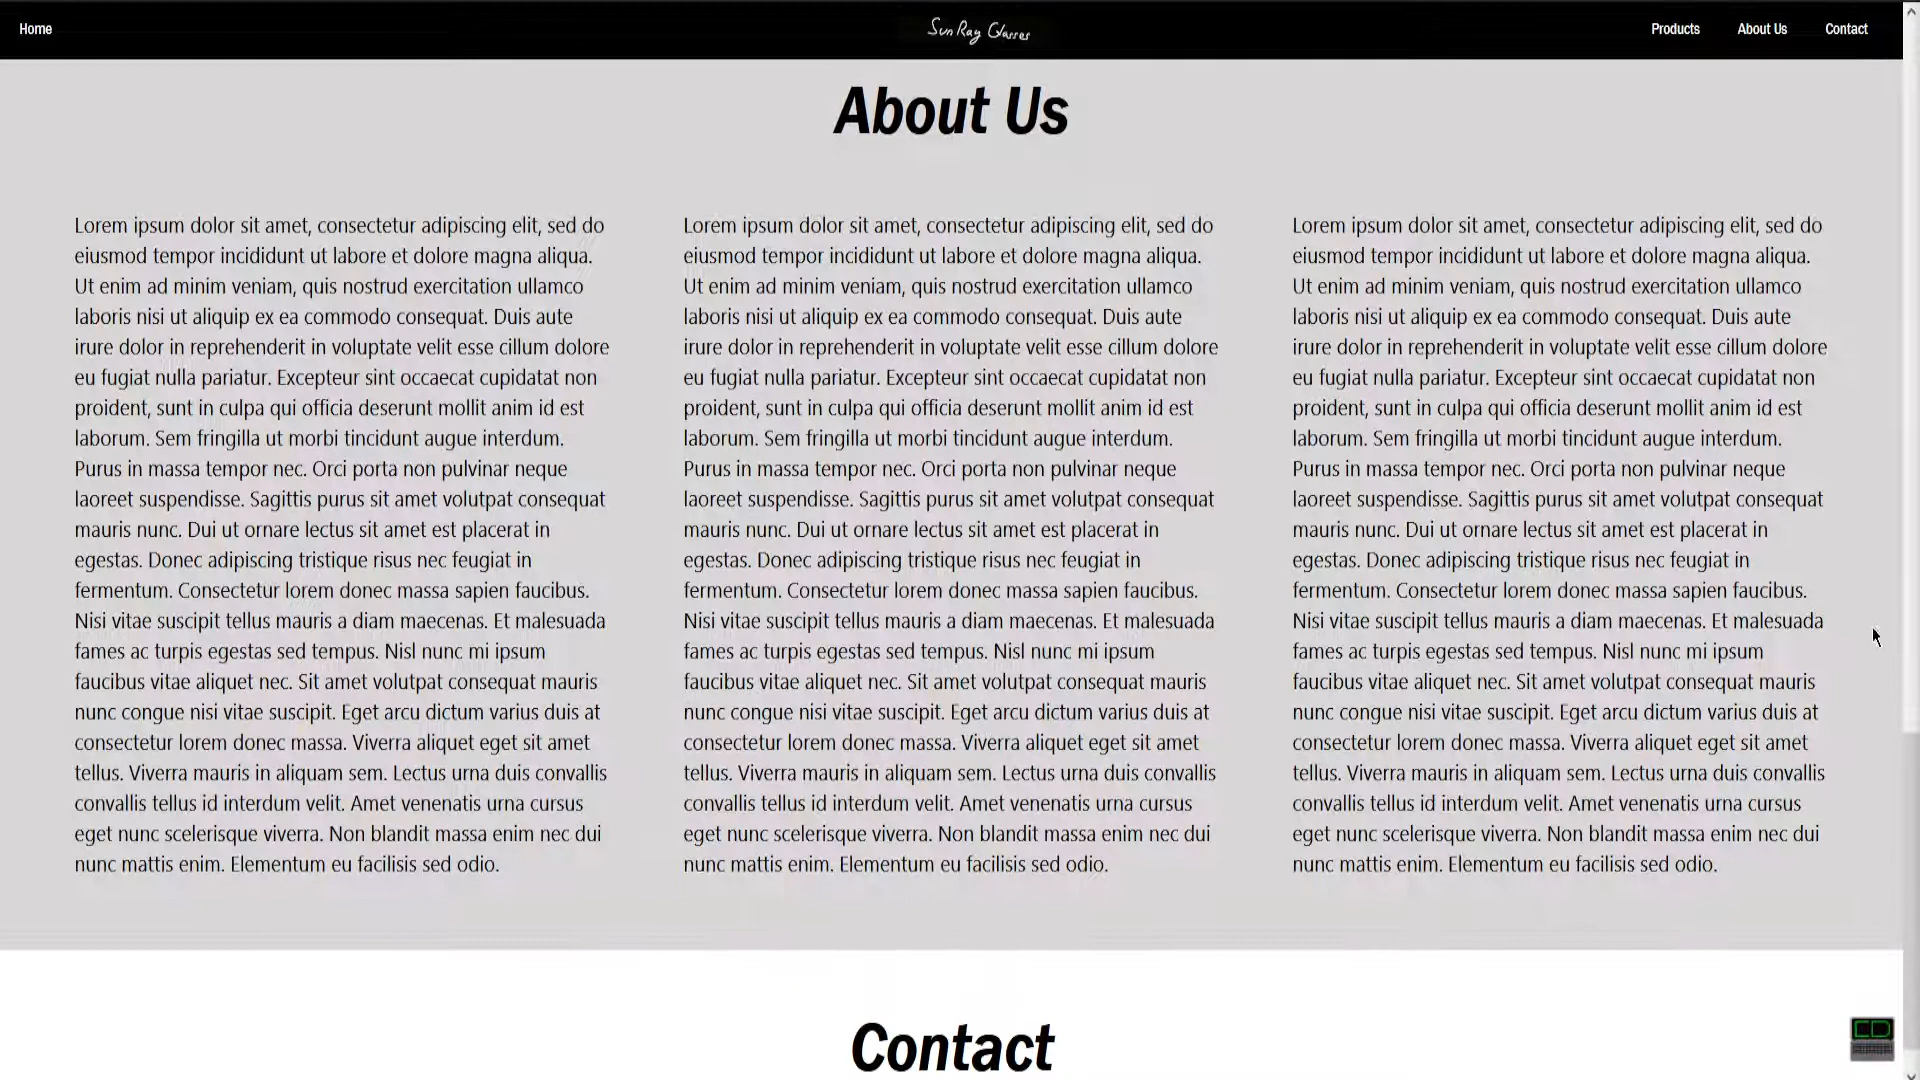 Home
Sun Ray Glasses
Products
About Us
Contact
About Us
Lorem ipsum dolor sit amet, consectetur adipiscing elit, sed do
eiusmod tempor incididunt ut labore et dolore magna aliqua.
Ut enim ad minim veniam, quis nostrud exercitation ullamco
laboris nisi ut aliquip ex ea commodo consequat. Duis aute
irure dolor in reprehenderit in voluptate velit esse cillum dolore
eu fugiat nulla pariatur. Excepteur sint occaecat cupidatat non
proident, sunt in culpa qui officia deserunt mollit anim id est
laborum. Sem fringilla ut morbi tincidunt augue interdum.
Purus in massa tempor nec. Orci porta non pulvinar neque
laoreet suspendisse. Sagittis purus sit amet volutpat consequat
mauris nunc. Dui ut ornare lectus sit amet est placerat in
egestas. Donec adipiscing tristique risus nec feugiat in
fermentum. Consectetur lorem donec massa sapien faucibus.
Nisi vitae suscipit tellus mauris a diam maecenas. Et malesuada
fames ac turpis egestas sed tempus. Nisl nunc mi ipsum
faucibus vitae aliquet nec. Sit amet volutpat consequat mauris
nunc congue nisi vitae suscipit. Eget arcu dictum varius duis at
consectetur lorem donec massa. Viverra aliquet eget sit amet
tellus. Viverra mauris in aliquam sem. Lectus urna duis convallis
convallis tellus id interdum velit. Amet venenatis urna cursus
eget nunc scelerisque viverra. Non blandit massa enim nec dui
nunc mattis enim. Elementum eu facilisis sed odio.
Lorem ipsum dolor sit amet, consectetur adipiscing elit, sed do
eiusmod tempor incididunt ut labore et dolore magna aliqua.
Ut enim ad minim veniam, quis nostrud exercitation ullamco
laboris nisi ut aliquip ex ea commodo consequat. Duis aute
irure dolor in reprehenderit in voluptate velit esse cillum dolore
eu fugiat nulla pariatur. Excepteur sint occaecat cupidatat non
proident, sunt in culpa qui officia deserunt mollit anim id est
laborum. Sem fringilla ut morbi tincidunt augue interdum.
Purus in massa tempor nec. Orci porta non pulvinar neque
laoreet suspendisse. Sagittis purus sit amet volutpat consequat
mauris nunc. Dui ut ornare lectus sit amet est placerat in
egestas. Donec adipiscing tristique risus nec feugiat in
fermentum. Consectetur lorem donec massa sapien faucibus.
Nisi vitae suscipit tellus mauris a diam maecenas. Et malesuada
fames ac turpis egestas sed tempus. Nisl nunc mi ipsum
faucibus vitae aliquet nec. Sit amet volutpat consequat mauris
nunc congue nisi vitae suscipit. Eget arcu dictum varius duis at
consectetur lorem donec massa. Viverra aliquet eget sit amet
tellus. Viverra mauris in aliquam sem. Lectus urna duis convallis
convallis tellus id interdum velit. Amet venenatis urna cursus
eget nunc scelerisque viverra. Non blandit massa enim nec dui
nunc mattis enim. Elementum eu facilisis sed odio.
Lorem ipsum dolor sit amet, consectetur adipiscing elit, sed do
eiusmod tempor incididunt ut labore et dolore magna aliqua.
Ut enim ad minim veniam, quis nostrud exercitation ullamco
laboris nisi ut aliquip ex ea commodo consequat. Duis aute
irure dolor in reprehenderit in voluptate velit esse cillum dolore
eu fugiat nulla pariatur. Excepteur sint occaecat cupidatat non
proident, sunt in culpa qui officia deserunt mollit anim id est
laborum. Sem fringilla ut morbi tincidunt augue interdum.
Purus in massa tempor nec. Orci porta non pulvinar neque
laoreet suspendisse. Sagittis purus sit amet volutpat consequat
mauris nunc. Dui ut ornare lectus sit amet est placerat in
egestas. Donec adipiscing tristique risus nec feugiat in
fermentum. Consectetur lorem donec massa sapien faucibus.
Nisi vitae suscipit tellus mauris a diam maecenas. Et malesuada
fames ac turpis egestas sed tempus. Nisl nunc mi ipsum
faucibus vitae aliquet nec. Sit amet volutpat consequat mauris
nunc congue nisi vitae suscipit. Eget arcu dictum varius duis at
consectetur lorem donec massa. Viverra aliquet eget sit amet
tellus. Viverra mauris in aliquam sem. Lectus urna duis convallis
convallis tellus id interdum velit. Amet venenatis urna cursus
eget nunc scelerisque viverra. Non blandit massa enim nec dui
nunc mattis enim. Elementum eu facilisis sed odio.
Contact
CD